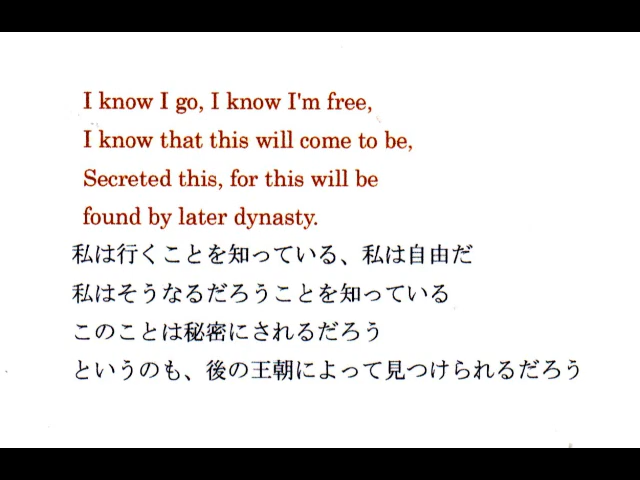 I know I go, I know I'm free,
I know that this will come to be,
Secreted this, for this will be
found by later dynasty.
私は行くことを知っている、私は自由だ
私はそうなるだろうことを知っている
このことは秘密にされるだろう
というのも、後の王朝によって見つけられるだろう